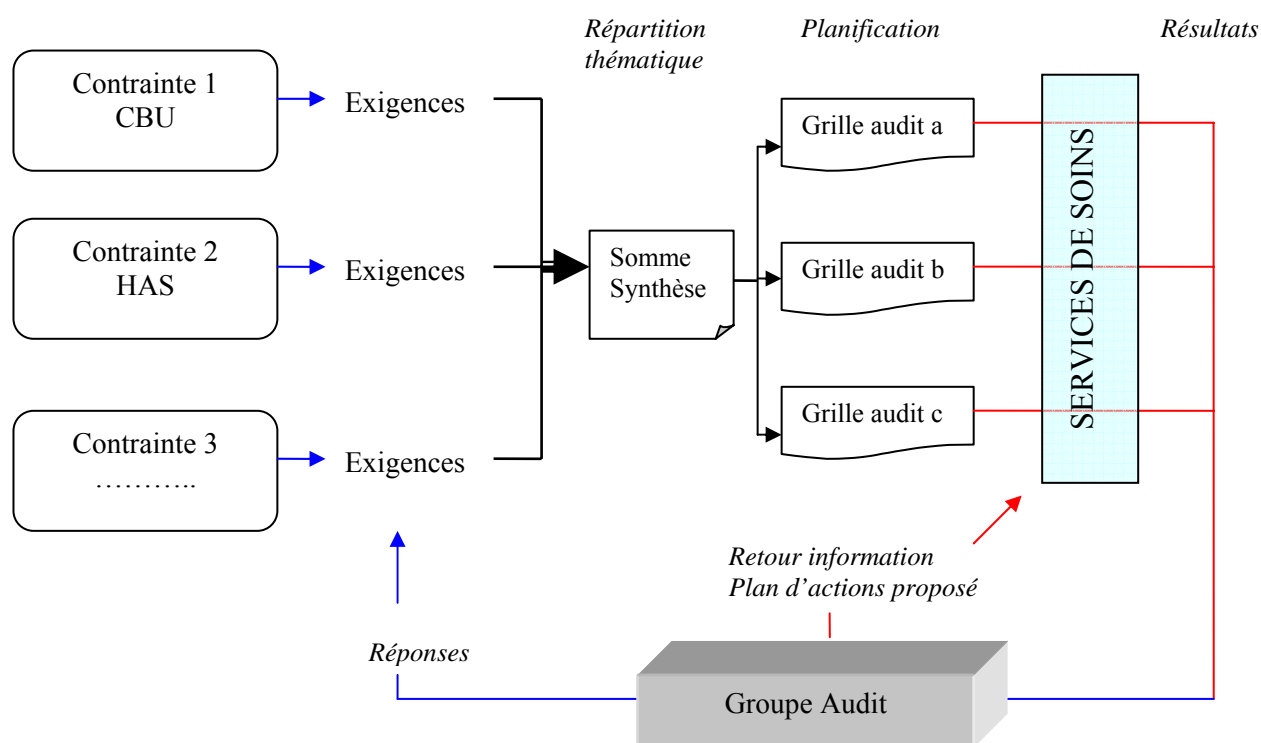 Répartition
thématique
Planification
Résultats
Contrainte 1
CBU
Exigences
Grille audit a
Contrainte 2
HAS
Exigences
Somme
Synthèse
Grille audit b
SERVICES DE SOINS
Contrainte 3
………..
Exigences
Grille audit c
Retour information
Plan d’actions proposé
Réponses
Groupe Audit